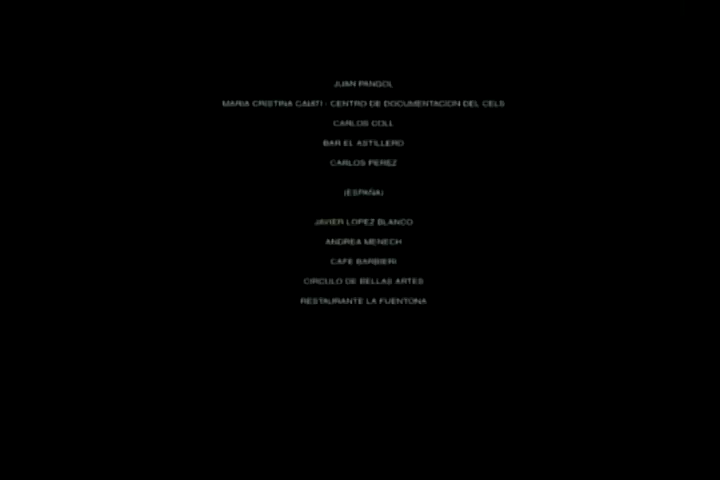 JUAN PANGOL
MARIA CRISTINA CAIATI - CENTRO DE DOCUMENTACION DEL CELS
CARLOS COLL
BAR EL ASTILLERO
CARLOS PEREZ
(ESPAÑA)
JAVIER LOPEZ BLANCO
ANDREA MENECH
CAFE BARBIERI
CIRCULO DE BELLAS ARTES
RESTAURANTE LA FUENTONA